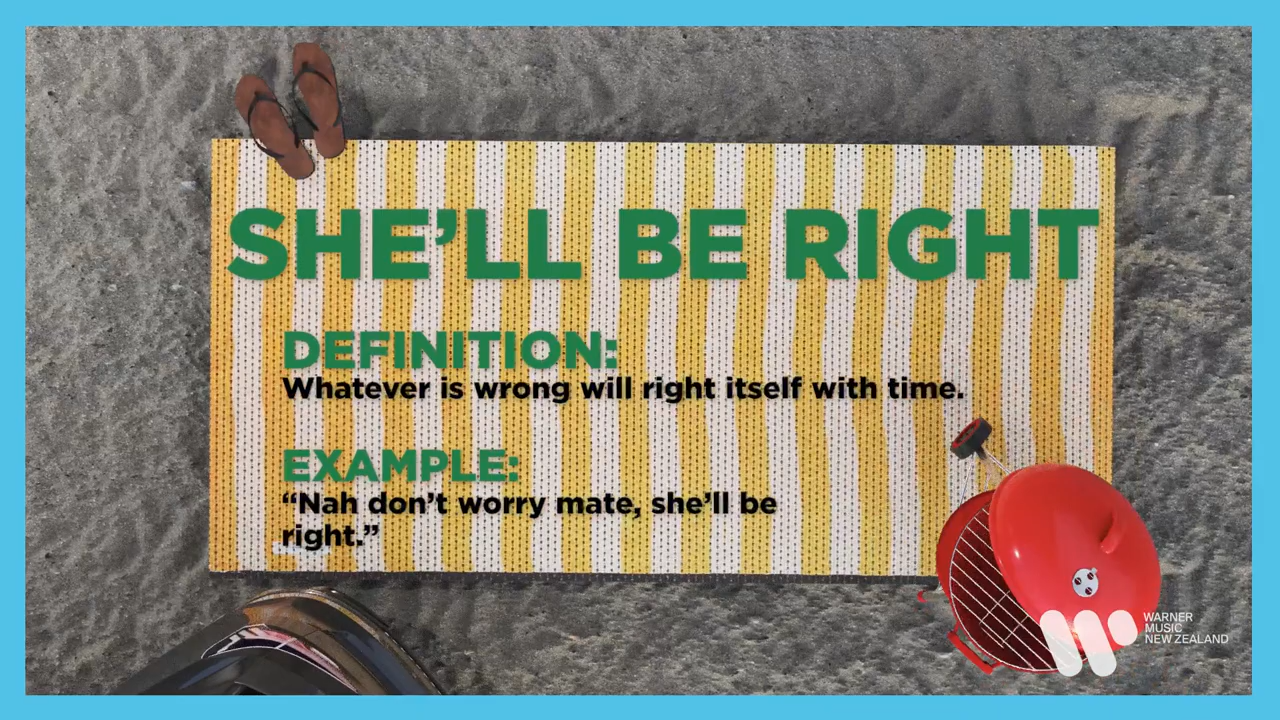 SHE’LL BE RIGHT
DEFINITION:
Whatever is wrong will right itself with time.
EXAMPLE:
“Nah don’t worry mate, she’ll be
right.”
WARNER
MUSIC
NEW ZEALAND